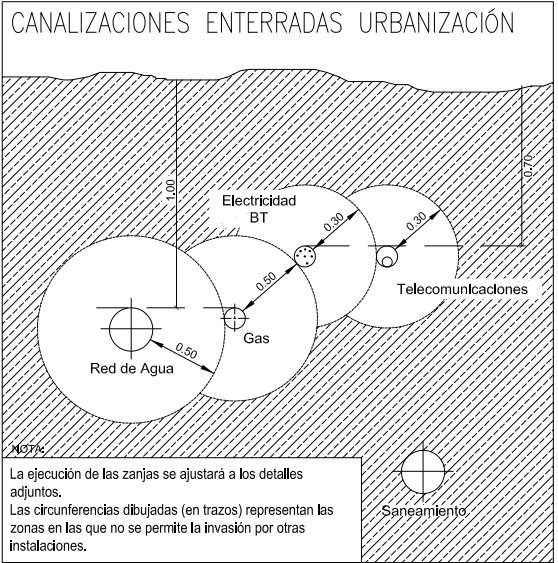 CANALIZACIONES ENTERRADAS URBANIZACIÓN
1.00
0.70
Electricidad
BT
0.30
0.30
0.50
Telecomunicaciones
Gas
0.50
Red de Agua
NOTA:
La ejecución de las zanjas se ajustará a los detalles
adjuntos.
Las circunferencias dibujadas (en trazos) representan las
zonas en las que no se permite la invasión por otras
instalaciones.
Saneamiento